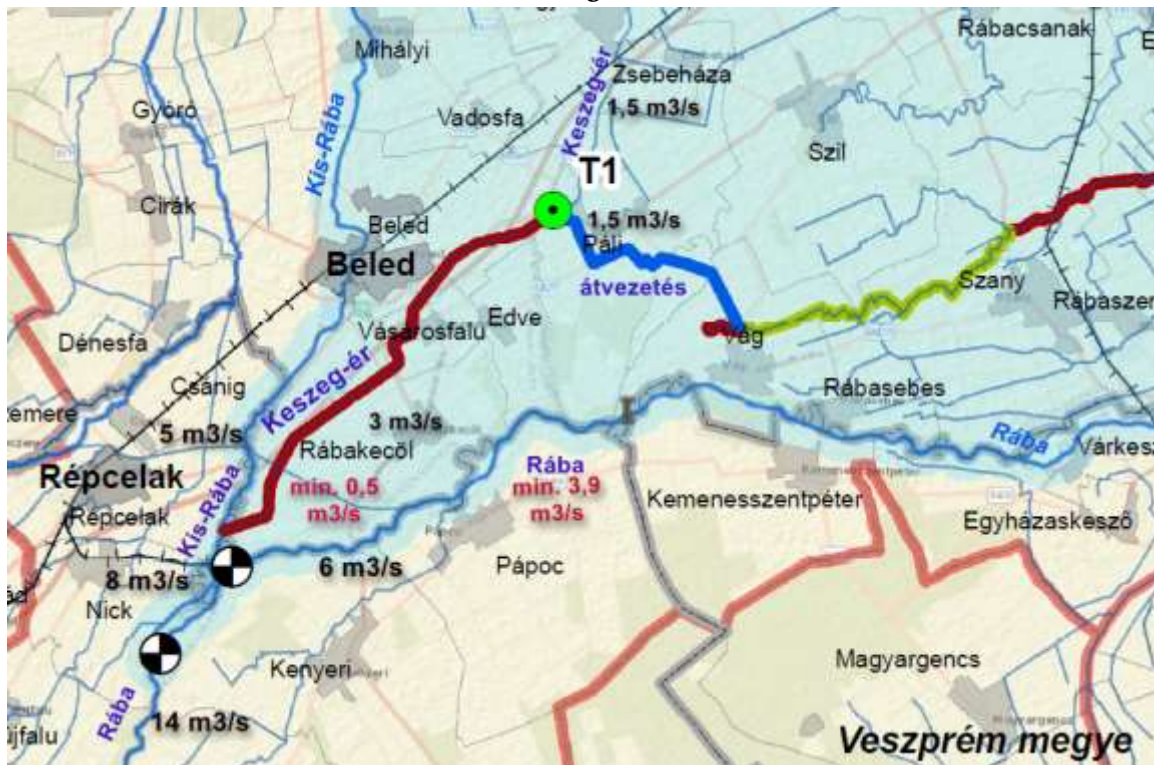 Mihályi
Rábacsanak
Zsebeháza
1,5 m3/s
Keszeg-ér
Gyóró
Vadosfa
Kis-Rába
Szil
T1
Cirák
Beled
1,5 m3/s
Páli
Beled
átvezetés
Szany
Rábaszer
Edve
Vásárosfalu
Vág
Dénesfa
Csánig
Keszeg-ér
Rábasebes
emere
5 m3/s
3 m3/s
Rába
Várkesz
Rábakecöl
Répcelak
Rába
min. 0,5
m3/s
min. 3,9
m3/s
Kemenesszentpéter
Répcelak
Kis-Rába
Egyházaskesző
8 m3/s
6 m3/s
Pápoc
Nick
Kenyeri
Magyargencs
Rába
14 m3/s
újfalu
Veszprém megye